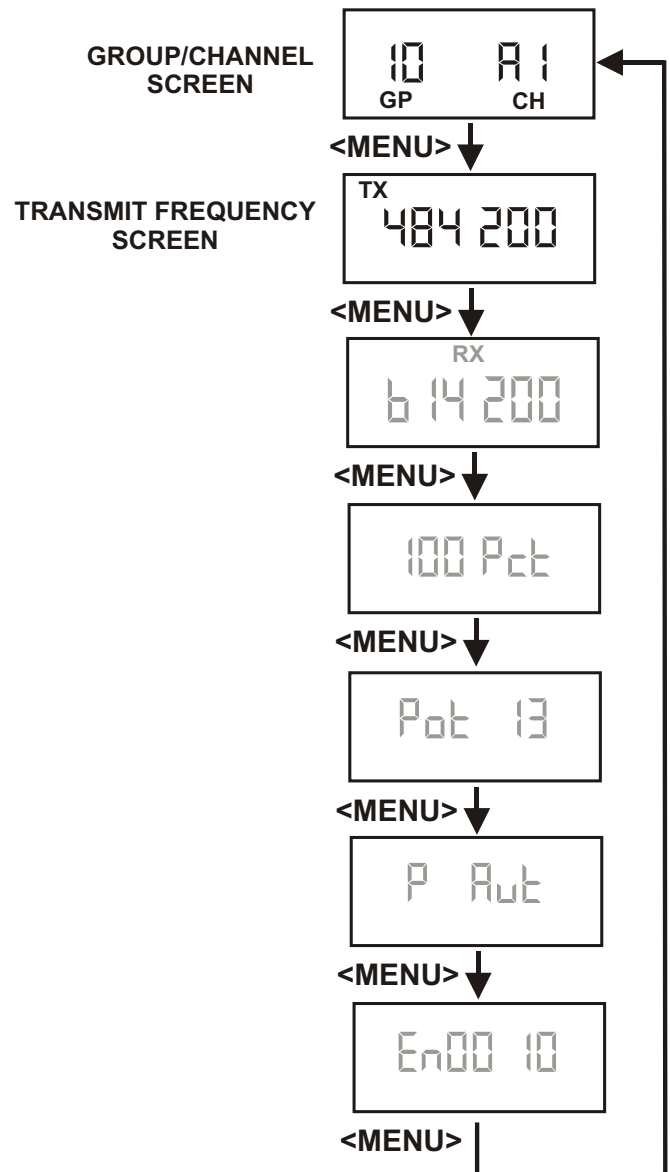 GROUP/CHANNEL
SCREEN
10 A1
GP CH
<MENU>
TRANSMIT FREQUENCY
SCREEN
TX
484 200
<MENU>
RX
b 14 200
<MENU>
100 Pct
<MENU>
Pot 13
<MENU>
P Aut
<MENU>
En00 10
<MENU>